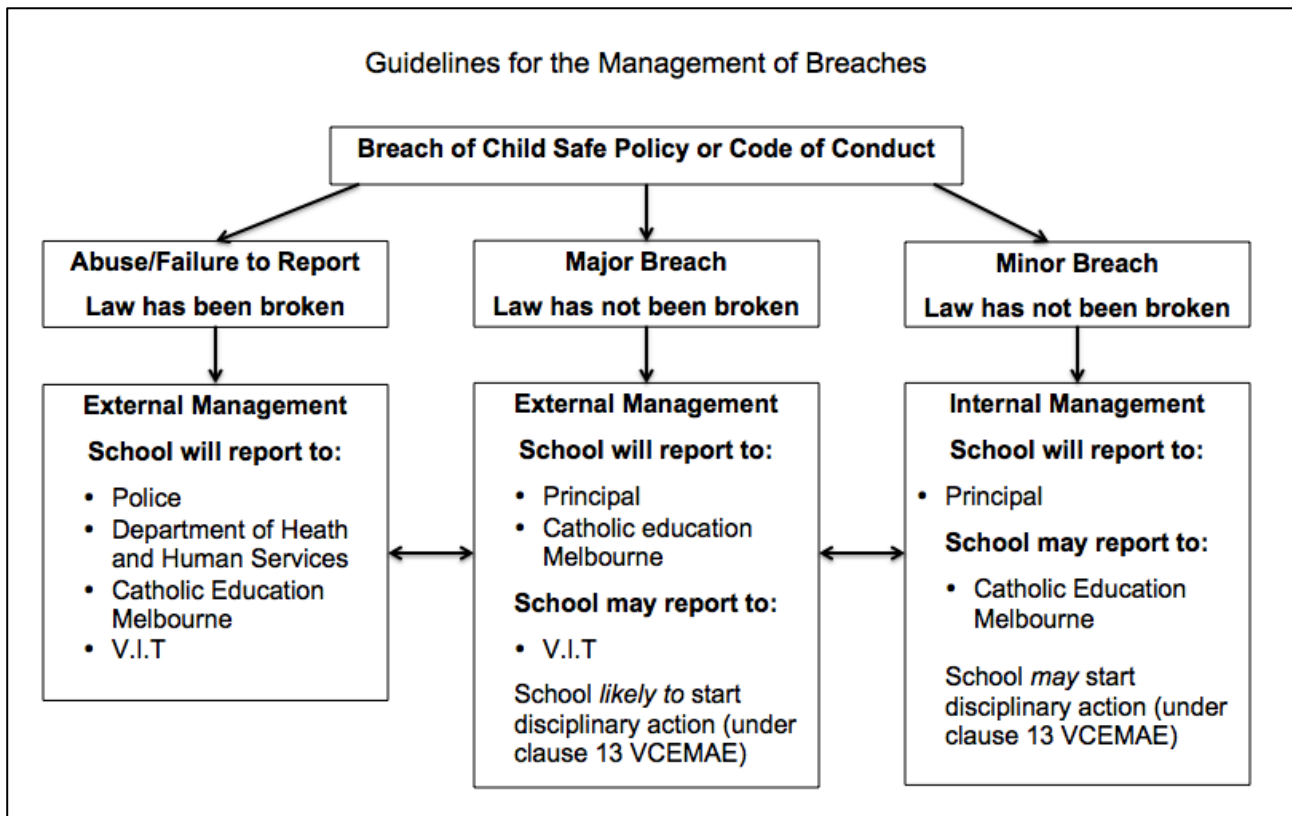 Guidelines for the Management of Breaches
Breach of Child Safe Policy or Code of Conduct
Abuse/Failure to Report
Law has been broken
Major Breach
Law has not been broken
Minor Breach
Law has not been broken
External Management
School will report to:
• Police
• Department of Heath
and Human Services
• Catholic Education
Melbourne
• V.I.T
External Management
School will report to:
• Principal
• Catholic education
Melbourne
School may report to:
• V.I.T
School likely to start
disciplinary action (under
clause 13 VCEMAE)
Internal Management
School will report to:
• Principal
School may report to:
• Catholic Education
Melbourne
School may start
disciplinary action (under
clause 13 VCEMAE)